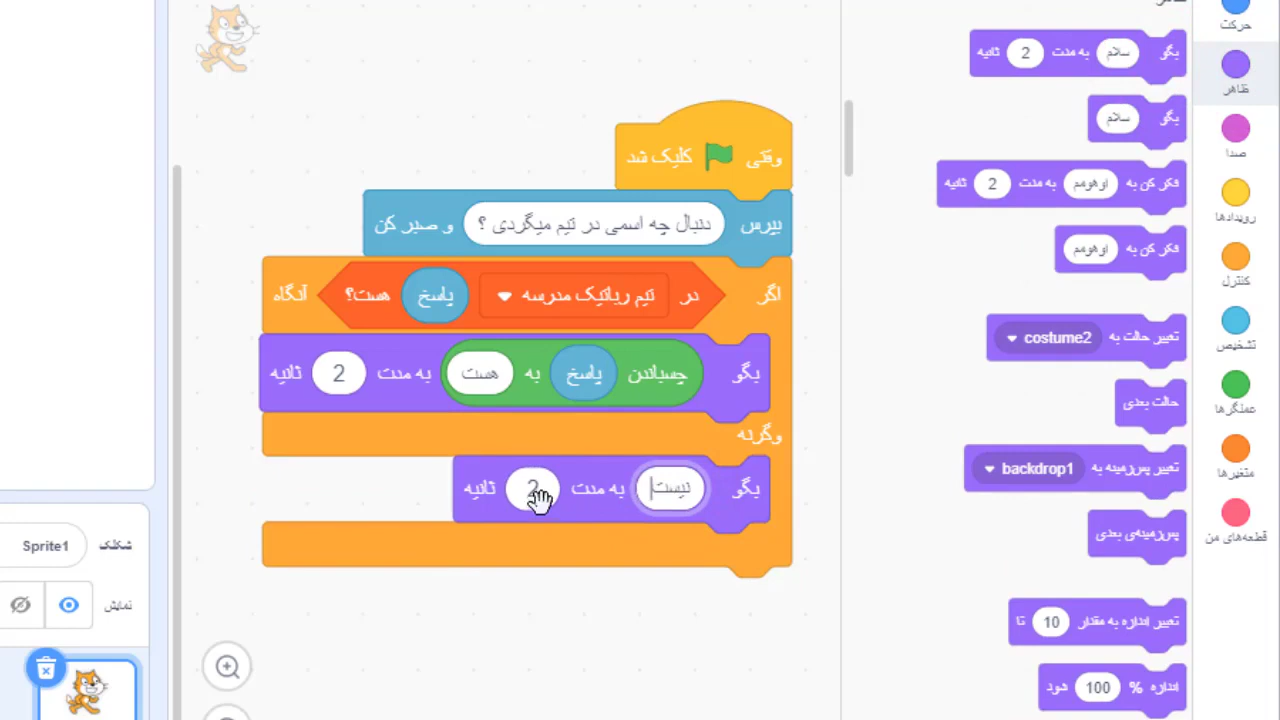 وقتی کلیک شد
بپرس دنبال چه اسمی در تیم میگردی ؟ و صبر کن
اگر در تیم رباتیک مدرسه پاسخ هست؟ آنگاه
بگو چسباندن پاسخ به هست به مدت 2 ثانیه
وگرنه
بگو نیست به مدت 2 ثانیه
بگو سلام به مدت 2 ثانیه
بگو سلام
فکر کن به اوهومم به مدت 2 ثانیه
فکر کن به اوهومم
تغییر حالت به costume2
حالت بعدی
تغییر پس‌زمینه به backdrop1
پس‌زمینه‌ی بعدی
تغییر اندازه به مقدار 10 تا
اندازه % 100 شود
حرکت
ظاهر
صدا
رویدادها
کنترل
تشخیص
عملگرها
متغیرها
قطعه‌های من
شکلک Sprite1
نمایش